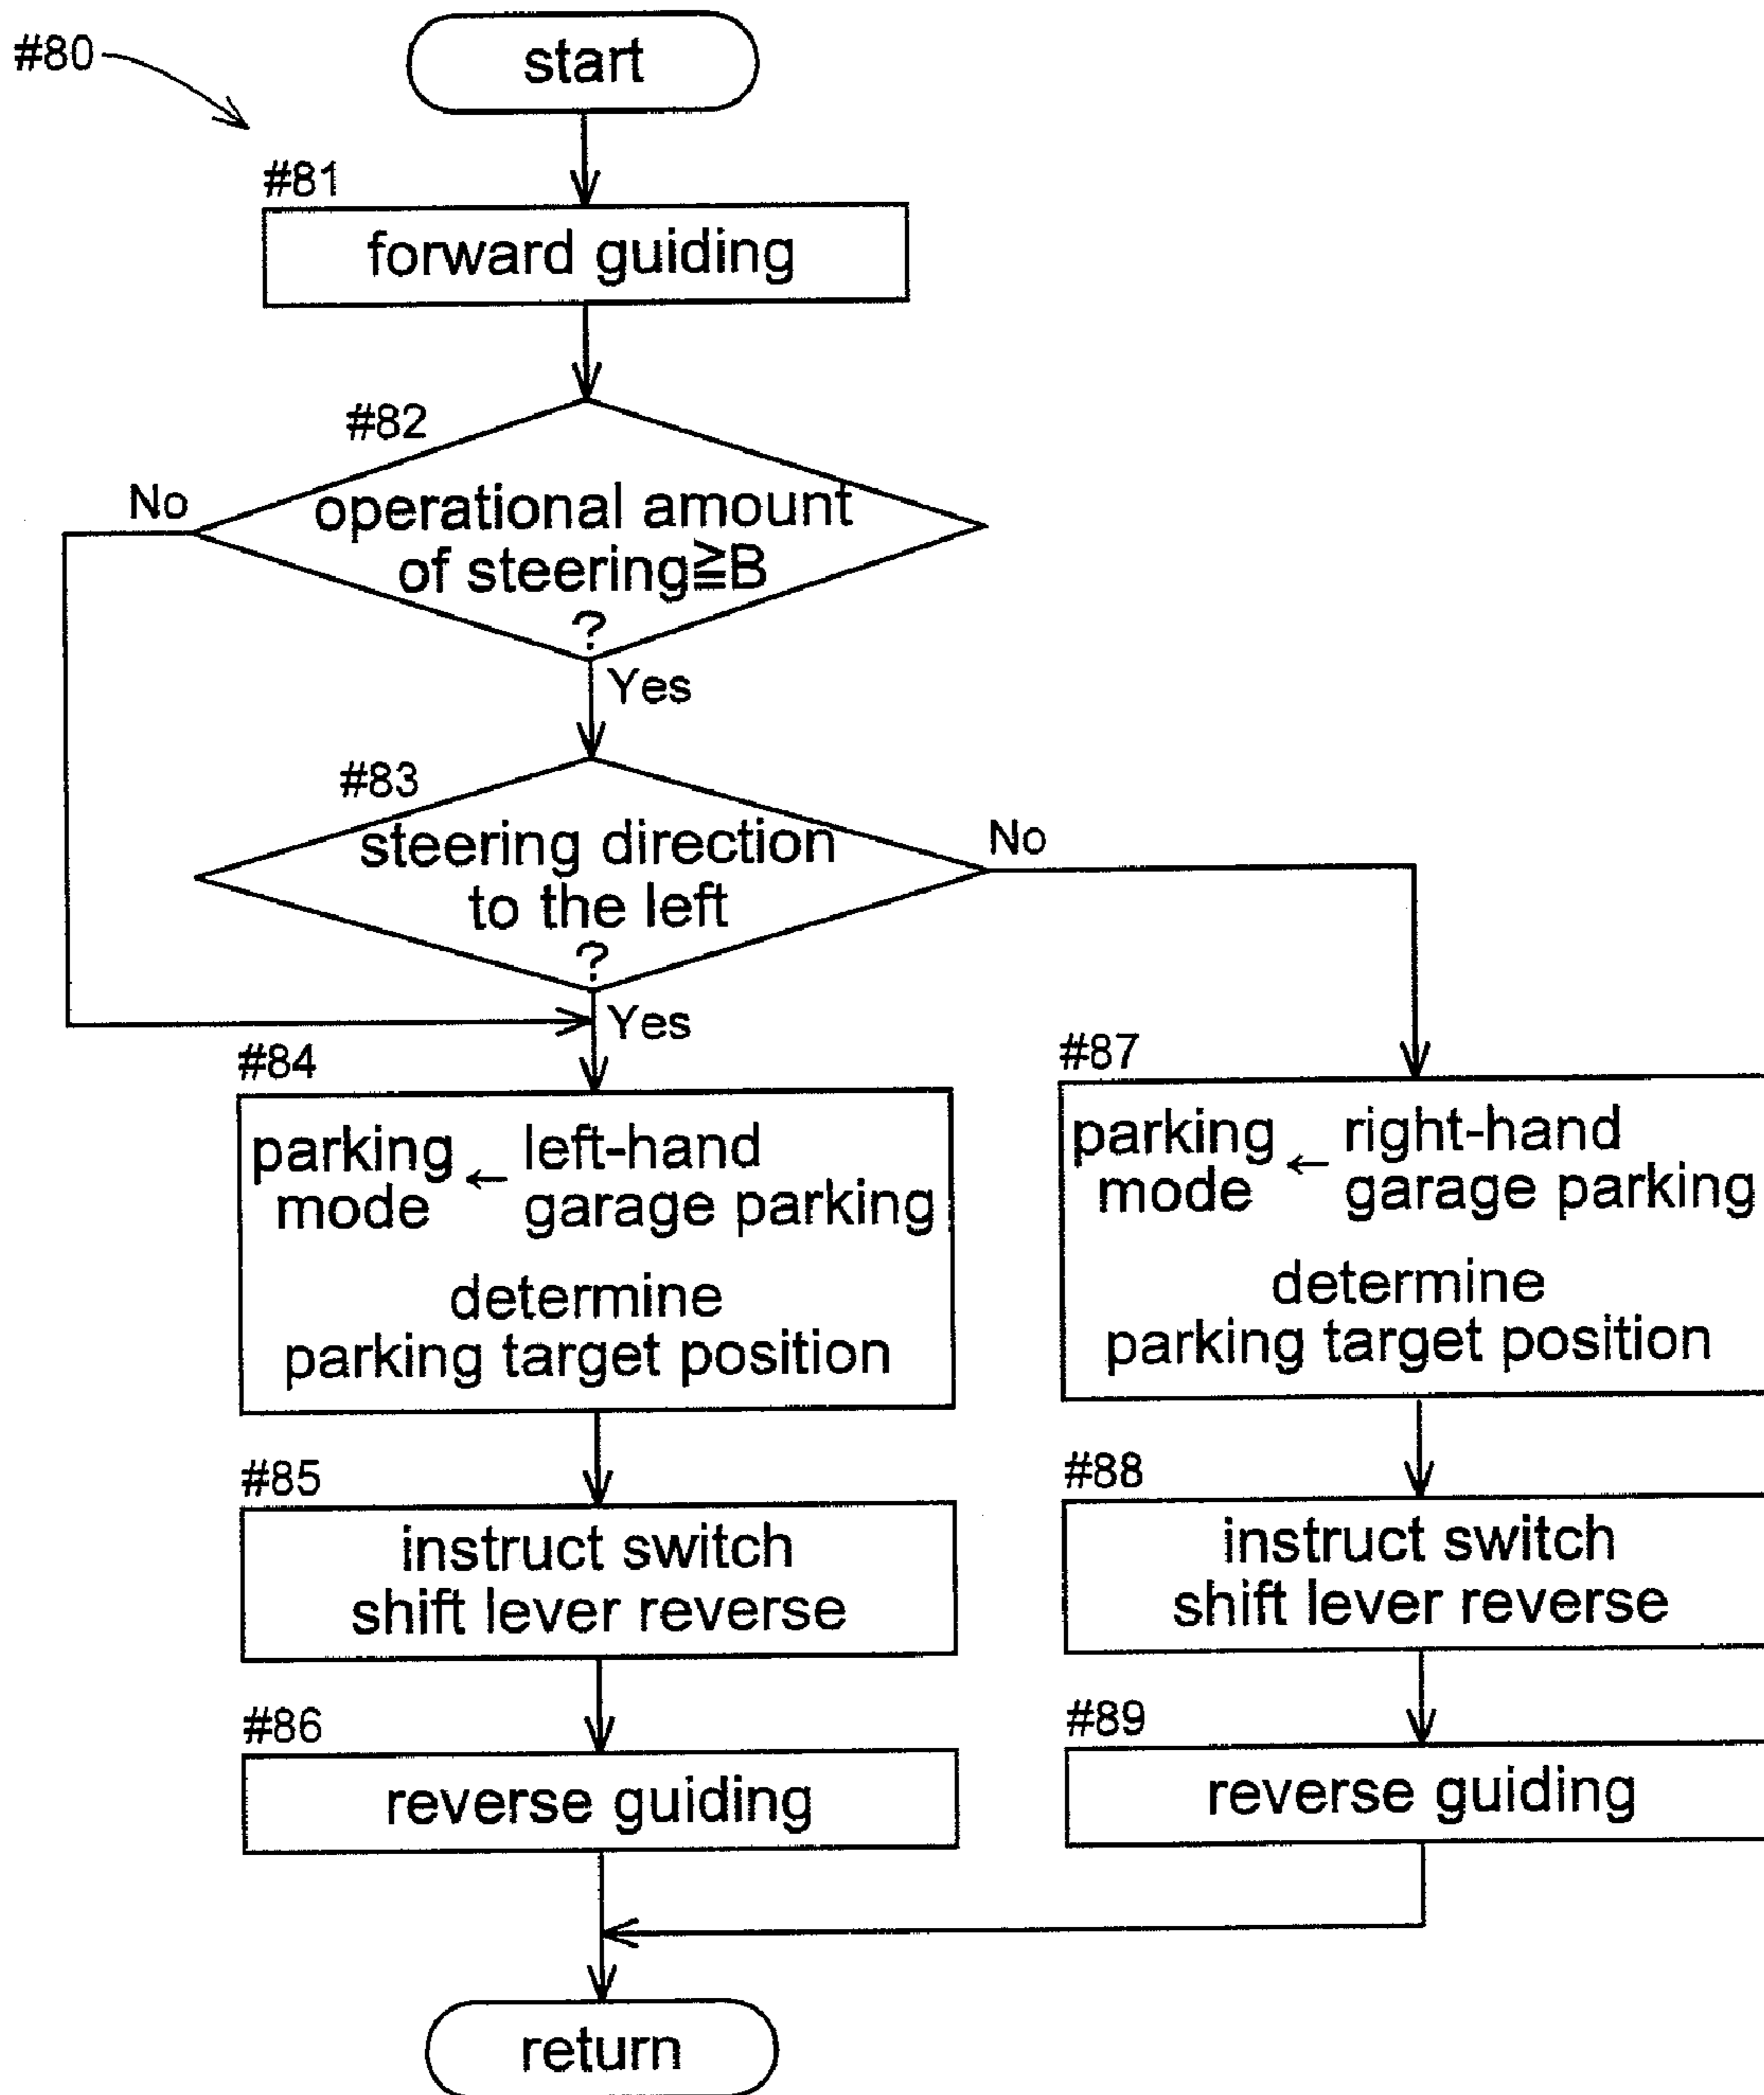 #80
start
#81
forward guiding
#82
No
operational amount
of steering≧B
?
Yes
#83
steering direction
to the left
?
No
Yes
#84
parking mode ← left-hand garage parking
determine
parking target position
#87
parking mode ← right-hand garage parking
determine
parking target position
#85
instruct switch
shift lever reverse
#88
instruct switch
shift lever reverse
#86
reverse guiding
#89
reverse guiding
return